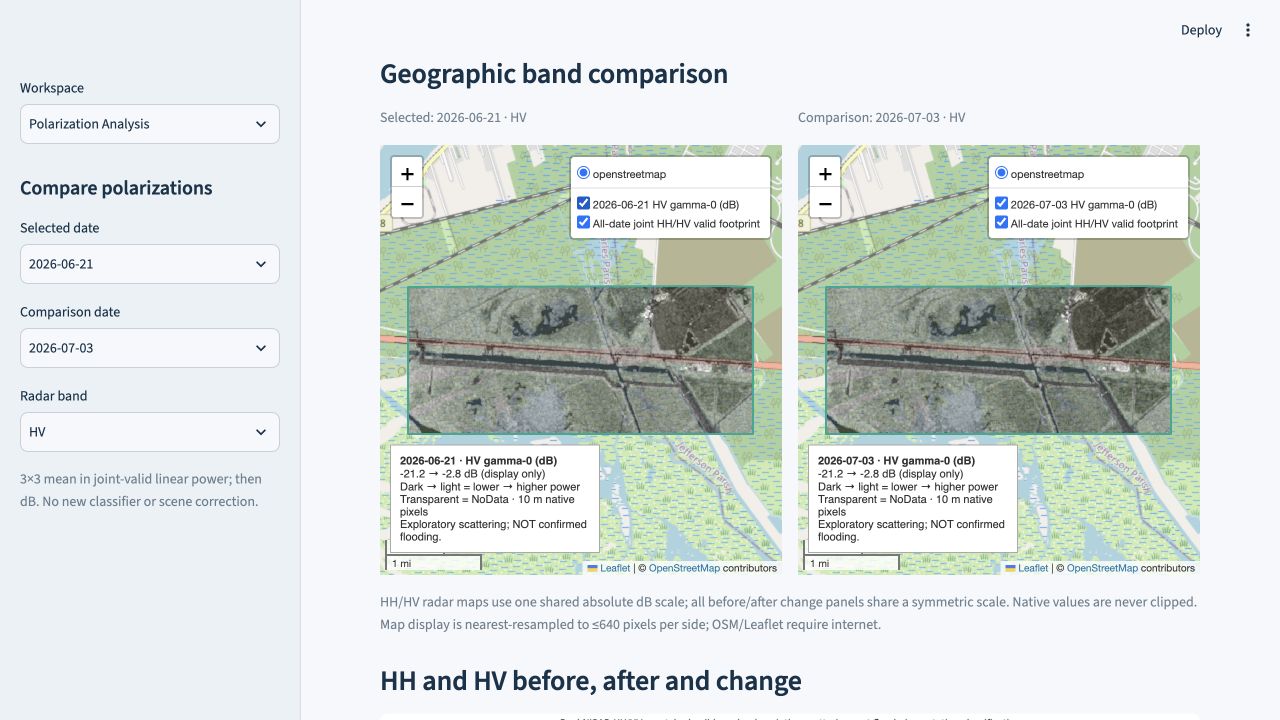 Deploy
Workspace
Polarization Analysis
Compare polarizations
Selected date
2026-06-21
Comparison date
2026-07-03
Radar band
HV
3×3 mean in joint-valid linear power; then
dB. No new classifier or scene correction.
Geographic band comparison
Selected: 2026-06-21 · HV
+
−
8
openstreetmap
2026-06-21 HV gamma-0 (dB)
All-date joint HH/HV valid footprint
2026-06-21 · HV gamma-0 (dB)
-21.2 → -2.8 dB (display only)
Dark → light = lower → higher power
Transparent = NoData · 10 m native
pixels
Exploratory scattering; NOT confirmed
flooding.
Jefferson Parish
1 mi
Leaflet | © OpenStreetMap contributors
Comparison: 2026-07-03 · HV
+
−
8
openstreetmap
2026-07-03 HV gamma-0 (dB)
All-date joint HH/HV valid footprint
2026-07-03 · HV gamma-0 (dB)
-21.2 → -2.8 dB (display only)
Dark → light = lower → higher power
Transparent = NoData · 10 m native
pixels
Exploratory scattering; NOT confirmed
flooding.
Jefferson Parish
1 mi
Leaflet | © OpenStreetMap contributors
HH/HV radar maps use one shared absolute dB scale; all before/after change panels share a symmetric scale. Native values are never clipped.
Map display is nearest-resampled to ≤640 pixels per side; OSM/Leaflet require internet.
HH and HV before, after and change